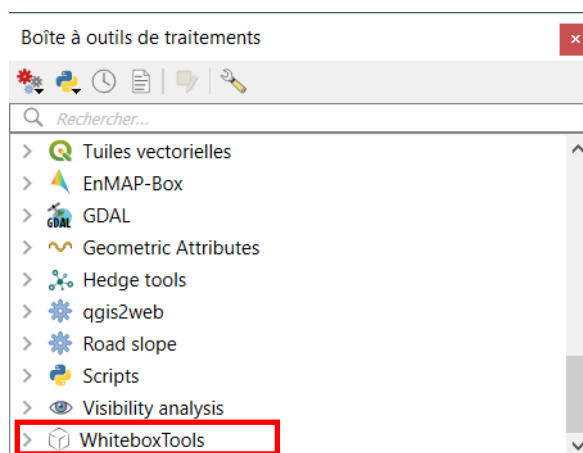 Boîte à outils de traitements
Rechercher...
Tuiles vectorielles
EnMAP-Box
GDAL GDAL
Geometric Attributes
Hedge tools
qgis2web
Road slope
Scripts
Visibility analysis
WhiteboxTools